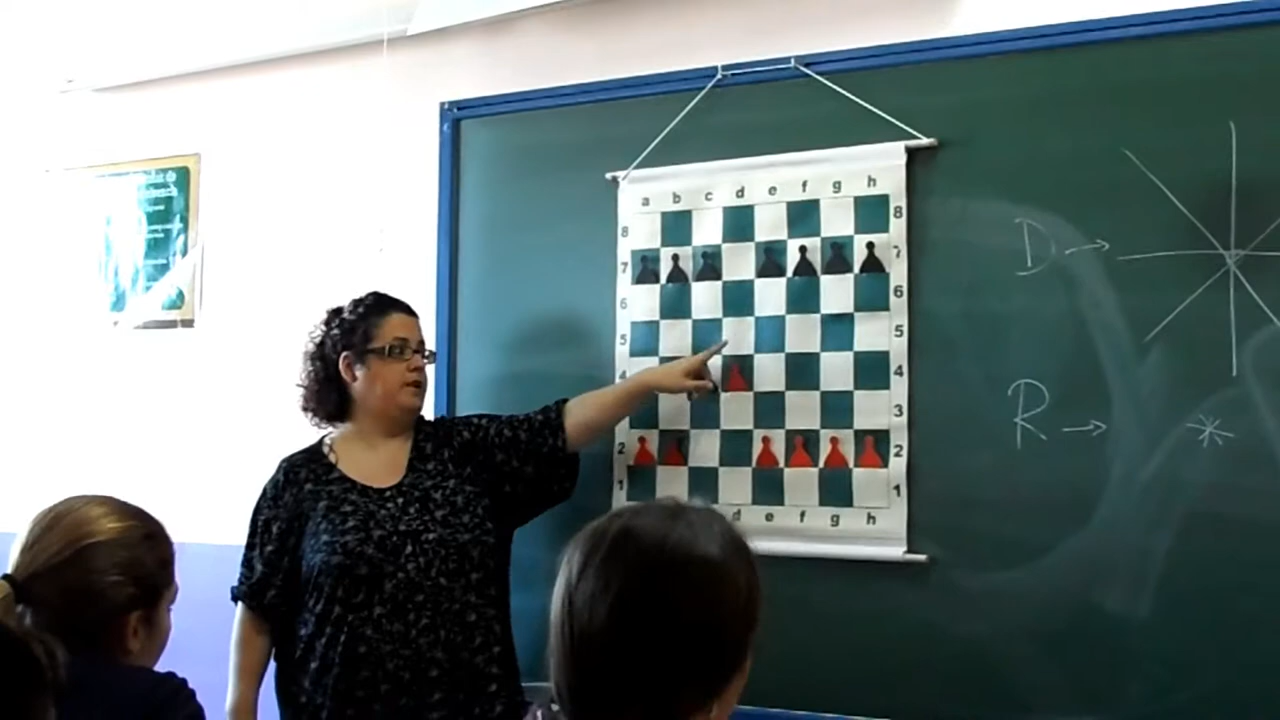 a b c d e f g h
8 8
7 7
6 6
5 5
4 4
3
2 2
1 1
d e f g h
D →
R →